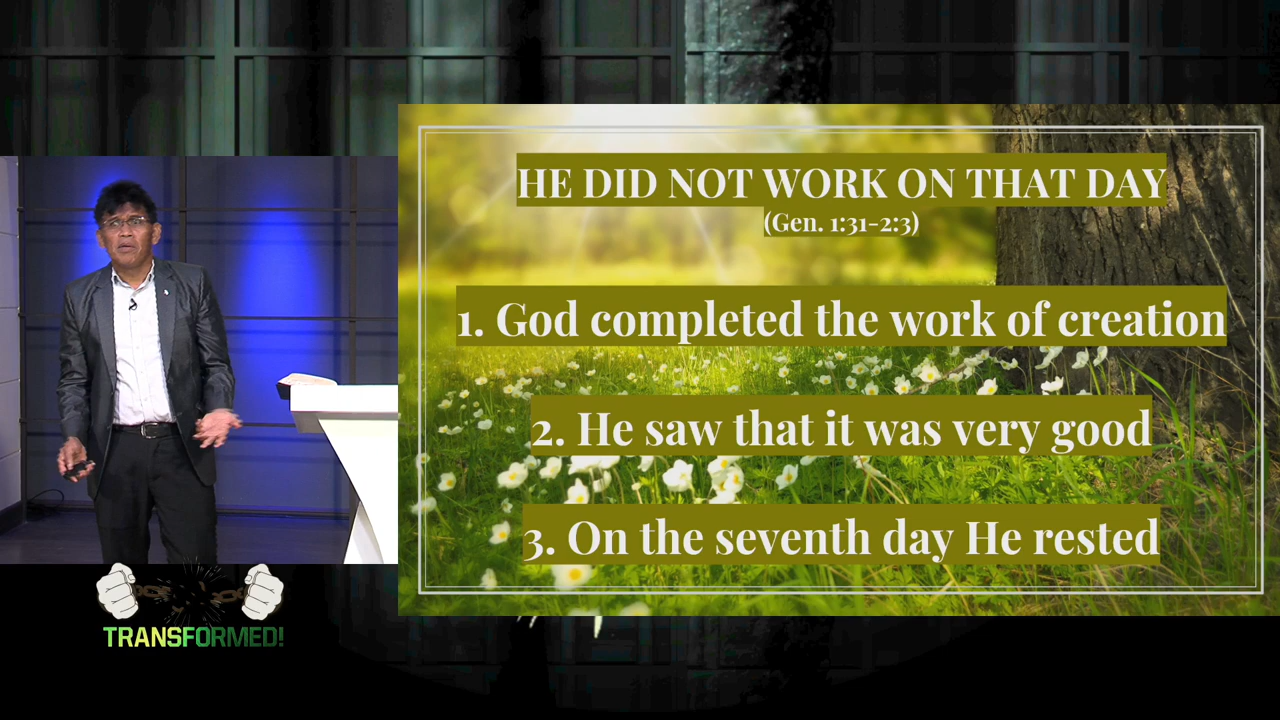 HE DID NOT WORK ON THAT DAY
(Gen. 1:31-2:3)
1. God completed the work of creation
2. He saw that it was very good
3. On the seventh day He rested
TRANSFORMED!